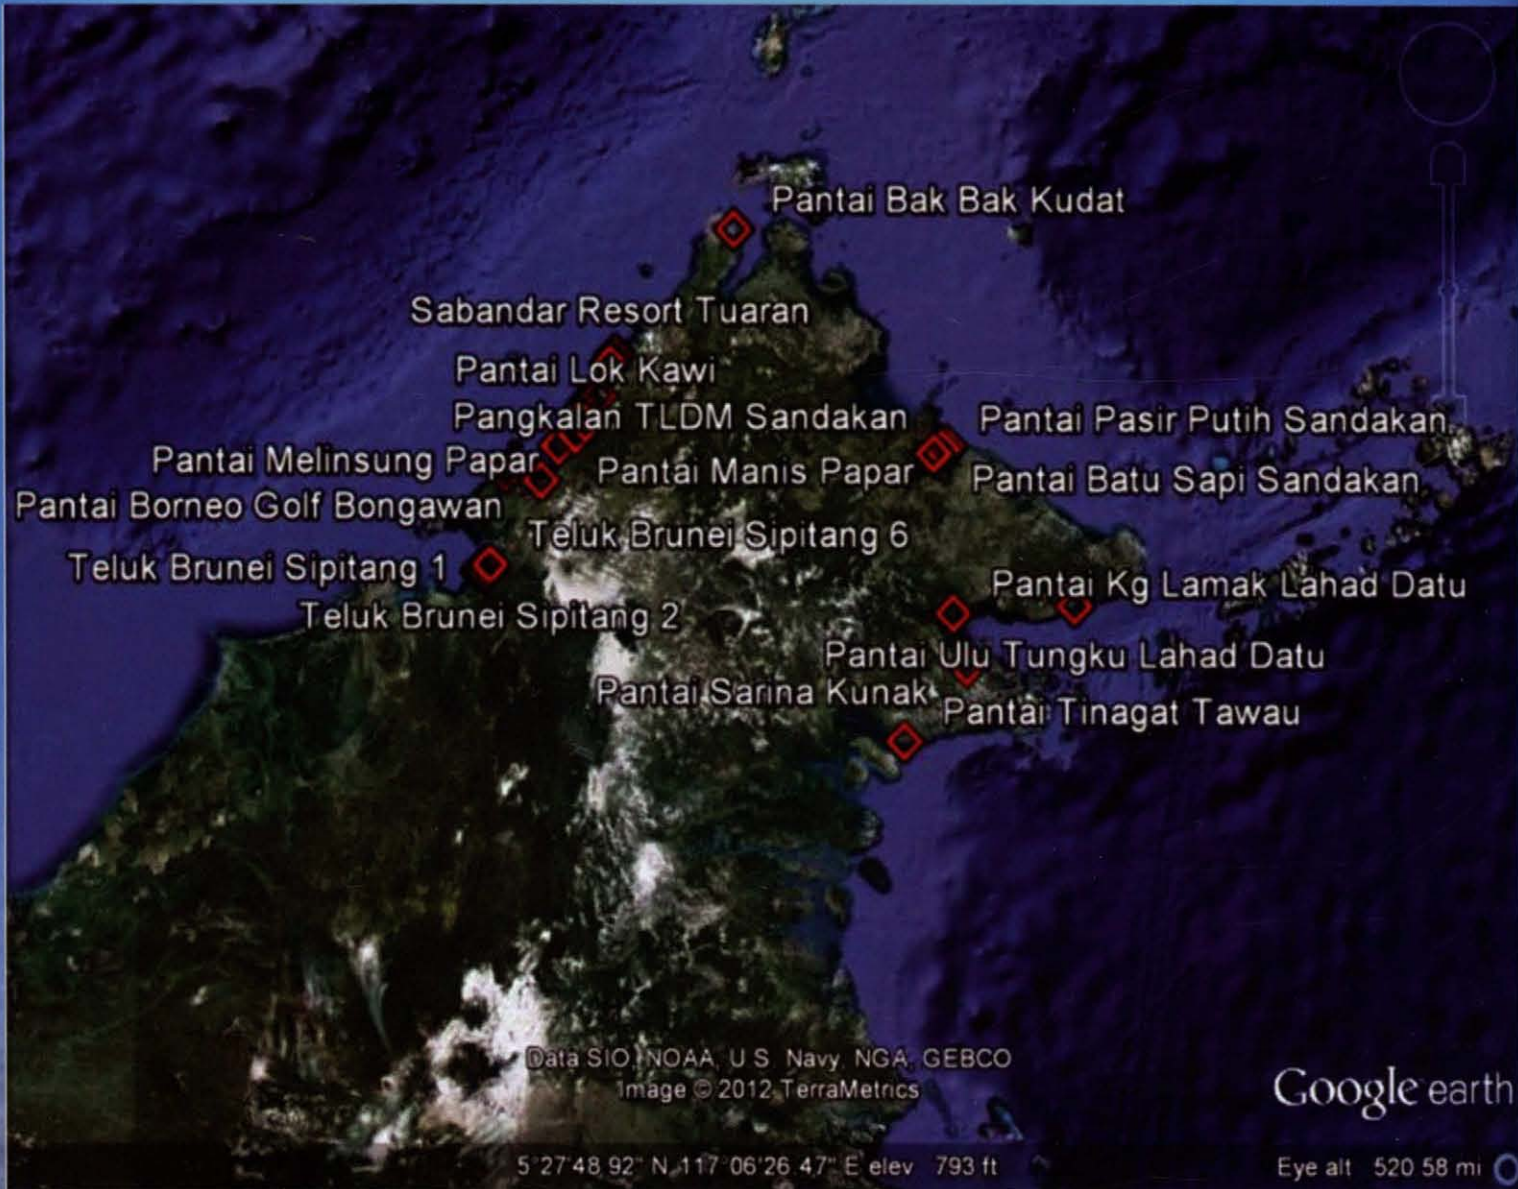 Pantai Bak Bak Kudat
Sabandar Resort Tuaran
Pantai Lok Kawi
Pangkalan TLDM Sandakan
Pantai Pasir Putih Sandakan
Pantai Melinsung Papar
Pantai Manis Papar
Pantai Batu Sapi Sandakan
Pantai Borneo Golf Bongawan
Teluk Brunei Sipitang 6
Teluk Brunei Sipitang 1
Pantai Kg Lamak Lahad Datu
Teluk Brunei Sipitang 2
Pantai Ulu Tungku Lahad Datu
Pantai Sarina Kunak
Pantai Tinagat Tawau
Data SIO, NOAA, U.S. Navy, NGA, GEBCO
Image © 2012 TerraMetrics
Google earth
5°27'48.92" N 117°06'26.47" E elev 793 ft
Eye alt 520.58 mi